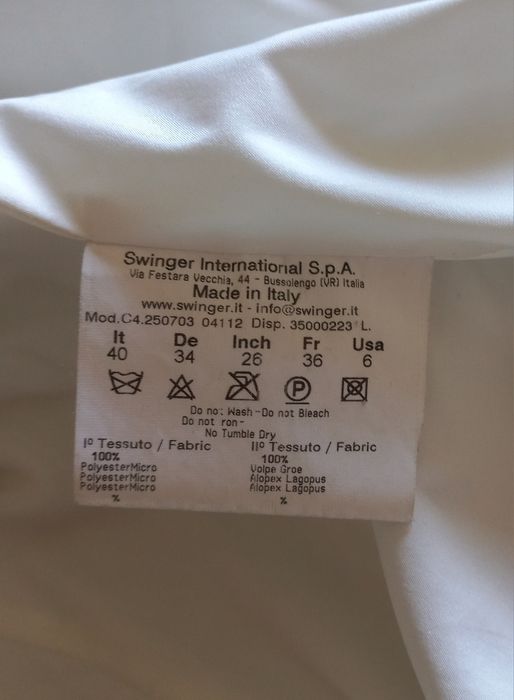 Swinger International S.p.A.
Via Festara Vecchia, 44 - Bussolengo (VR) Italia
Made in Italy
www.swinger.it - info@swinger.it
Mod.C4.250703 04112 Disp. 35000223 L.
It De Inch Fr Usa
40 34 26 36 6
P
Do not Wash-Do not Bleach
Do not ron-
No Tumble Dry
Iº Tessuto / Fabric IIº Tessuto / Fabric
100% 100%
PolyesterMicro Volpe Groe
PolyesterMicro Alopex Lagopus
PolyesterMicro Alopex Lagopus
% %